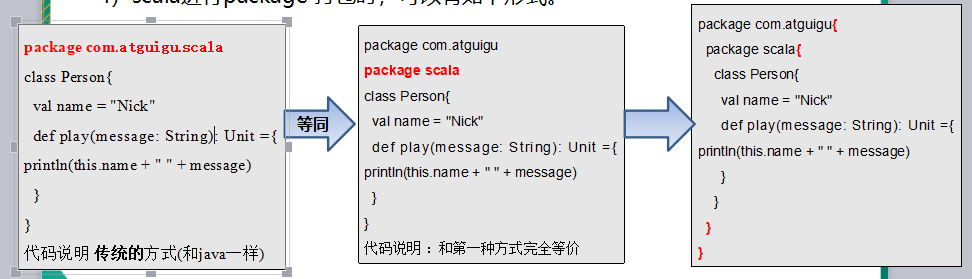 package com.atguigu.scala
class Person{
val name = "Nick"
def play(message: String): Unit ={
println(this.name + " " + message)
}
}
代码说明 传统的方式(和java一样)
等同
package com.atguigu
package scala
class Person{
val name = "Nick"
def play(message: String): Unit ={
println(this.name + " " + message)
}
}
代码说明：和第一种方式完全等价
package com.atguigu{
package scala{
class Person{
val name = "Nick"
def play(message: String): Unit ={
println(this.name + " " + message)
}
}
}
}